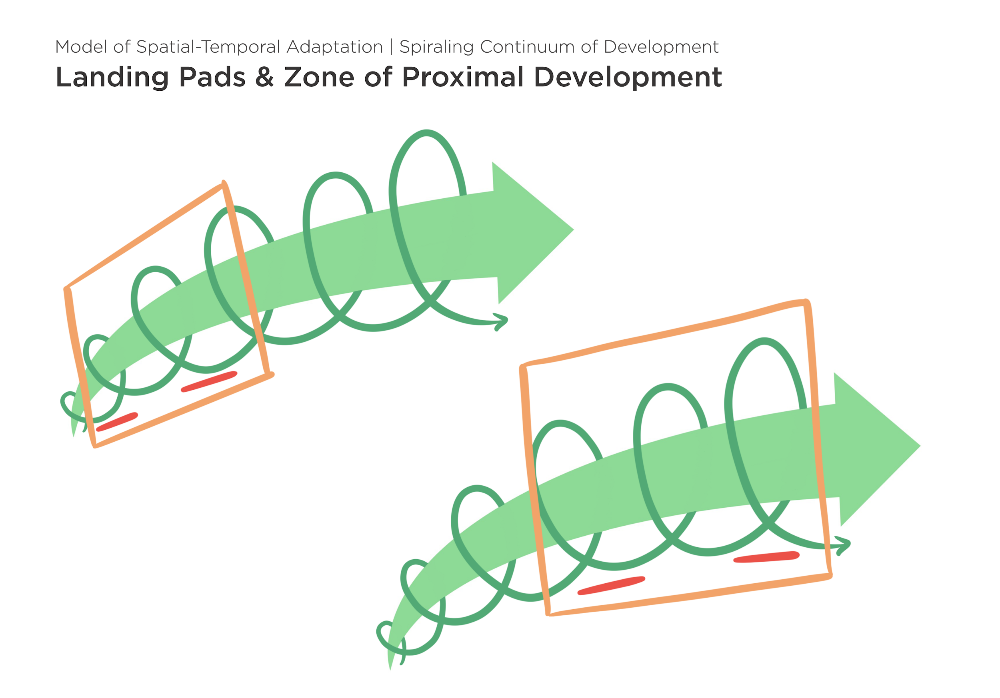 Model of Spatial-Temporal Adaptation | Spiraling Continuum of Development
Landing Pads & Zone of Proximal Development